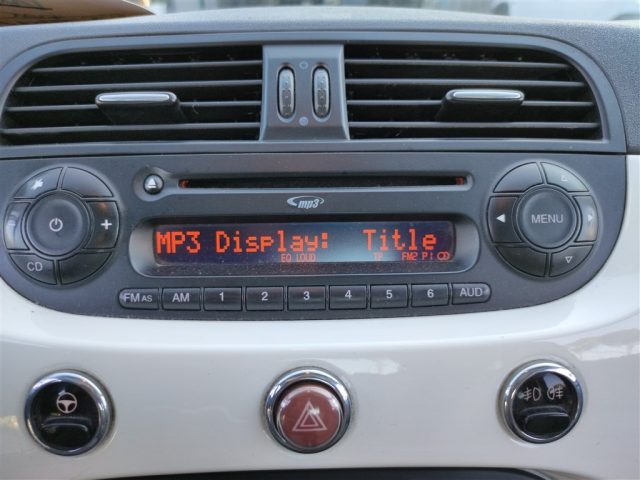 mp3
MP3 Display: Title
EQ LOUD TP FM2 P1 CD
+
MENU
CD
FM AS AM 1 2 3 4 5 6 AUD